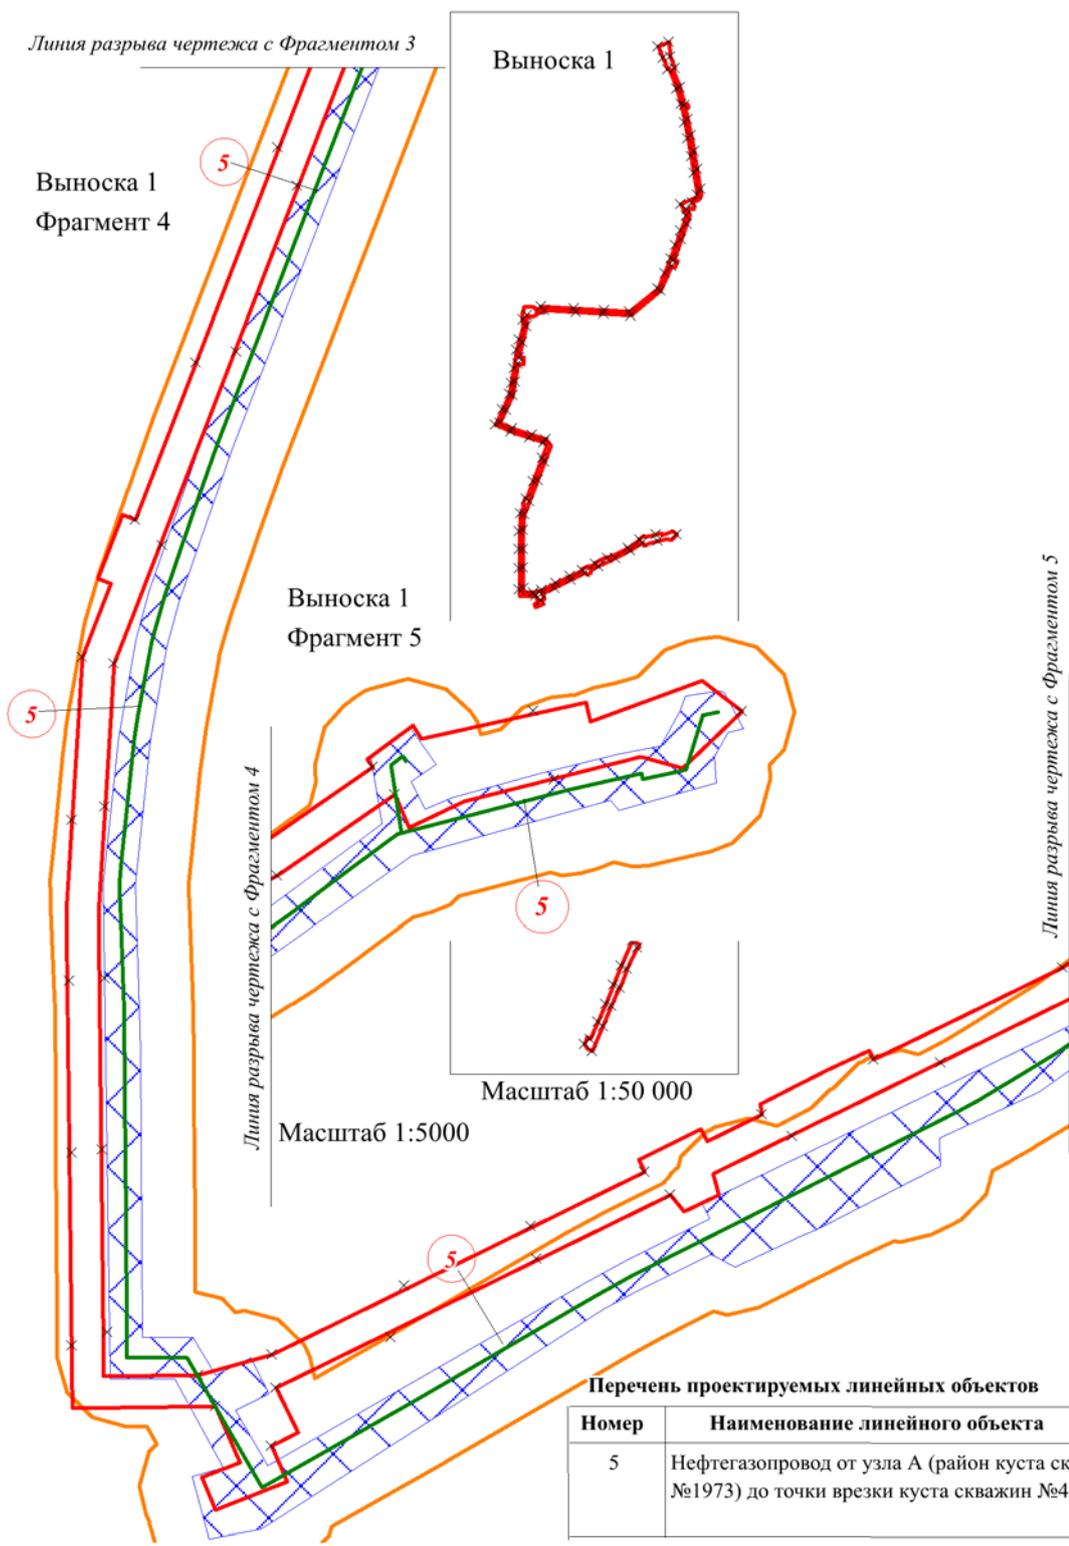 Линия разрыва чертежа с Фрагментом 3
Выноска 1
5
Выноска 1
Фрагмент 4
Линия разрыва чертежа с Фрагментом 5
Выноска 1
Фрагмент 5
5
Линия разрыва чертежа с Фрагментом 4
5
Масштаб 1:50 000
Масштаб 1:5000
5
Перечень проектируемых линейных объектов
Номер Наименование линейного объекта
5 Нефтегазопровод от узла А (район куста ск
№1973) до точки врезки куста скважин №4